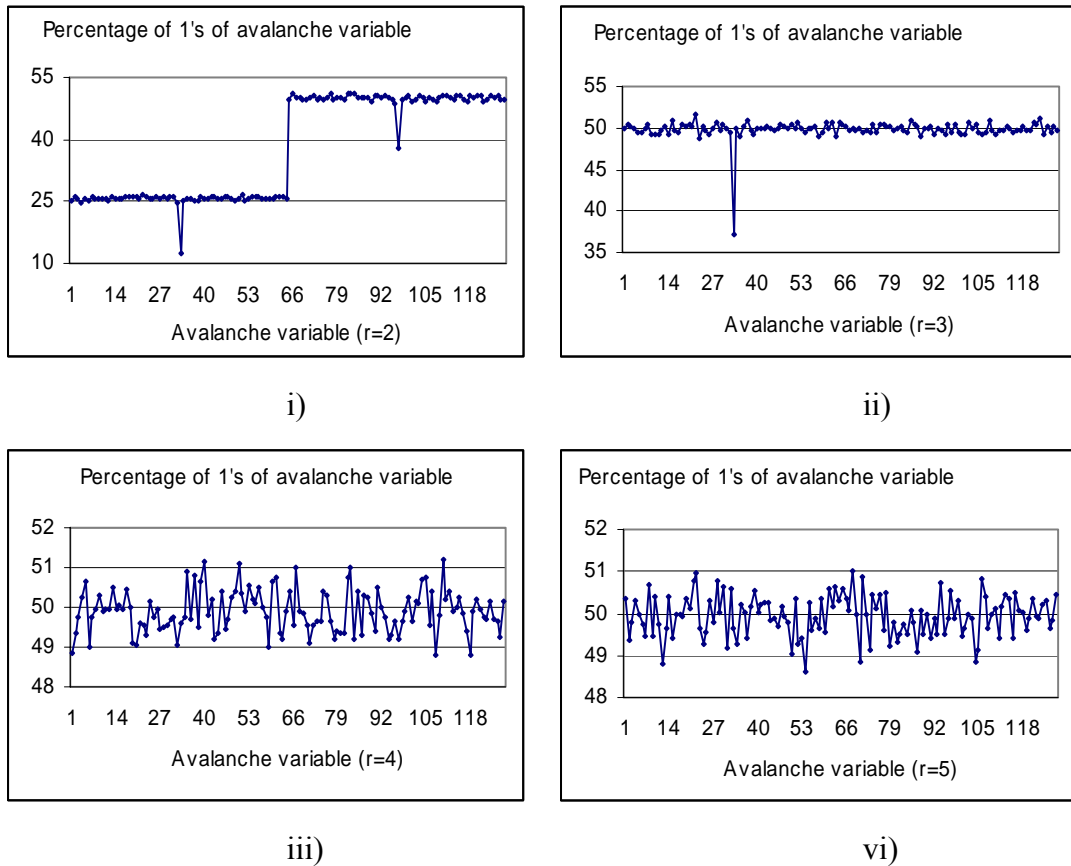 Percentage of 1's of avalanche variable
55
40
25
10
1 14 27 40 53 66 79 92 105 118
Avalanche variable (r=2)
i)
Percentage of 1's of avalanche variable
55
50
45
40
35
1 14 27 40 53 66 79 92 105 118
Avalanche variable (r=3)
ii)
Percentage of 1's of avalanche variable
52
51
50
49
48
1 14 27 40 53 66 79 92 105 118
Avalanche variable (r=4)
iii)
Percentage of 1's of avalanche variable
52
51
50
49
48
1 14 27 40 53 66 79 92 105 118
Avalanche variable (r=5)
vi)